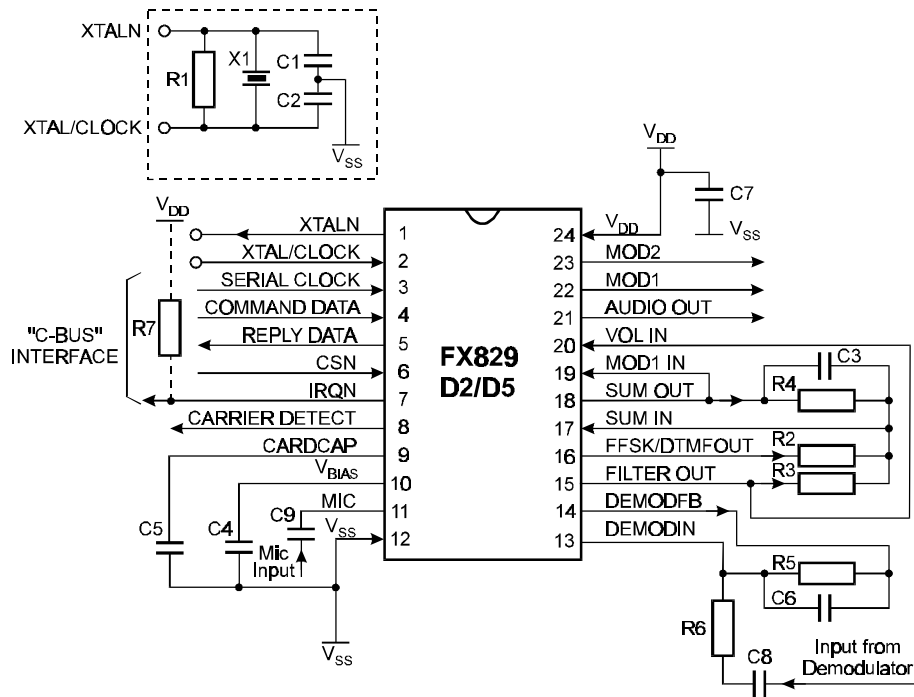 XTALN
R1
X1
C1
C2
XTAL/CLOCK
VSS
VDD
C7
VSS
VDD
XTALN
XTAL/CLOCK
SERIAL CLOCK
COMMAND DATA
REPLY DATA
CSN
IRQN
CARRIER DETECT
CARDCAP
VBIAS
MIC
VSS
R7
"C-BUS"
INTERFACE
C5
C4
C9
Mic
Input
VSS
1
2
3
4
5
6
7
8
9
10
11
12
FX829
D2/D5
24
23
22
21
20
19
18
17
16
15
14
13
VDD
MOD2
MOD1
AUDIO OUT
VOL IN
MOD1 IN
SUM OUT
SUM IN
FFSK/DTMFOUT
FILTER OUT
DEMODFB
DEMODIN
C3
R4
R2
R3
R5
C6
R6
C8
Input from
Demodulator